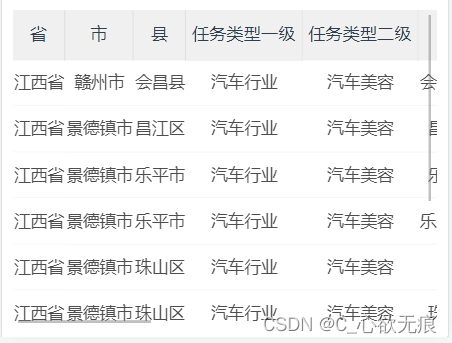 省 市 县 任务类型一级 任务类型二级
江西省 赣州市 会昌县 汽车行业 汽车美容 会
江西省 景德镇市 昌江区 汽车行业 汽车美容
江西省 景德镇市 乐平市 汽车行业 汽车美容
江西省 景德镇市 乐平市 汽车行业 汽车美容 乐
江西省 景德镇市 珠山区 汽车行业 汽车美容
江西省 景德镇市 珠山区 汽车行业 汽车美容
CSDN @C_心欲无痕